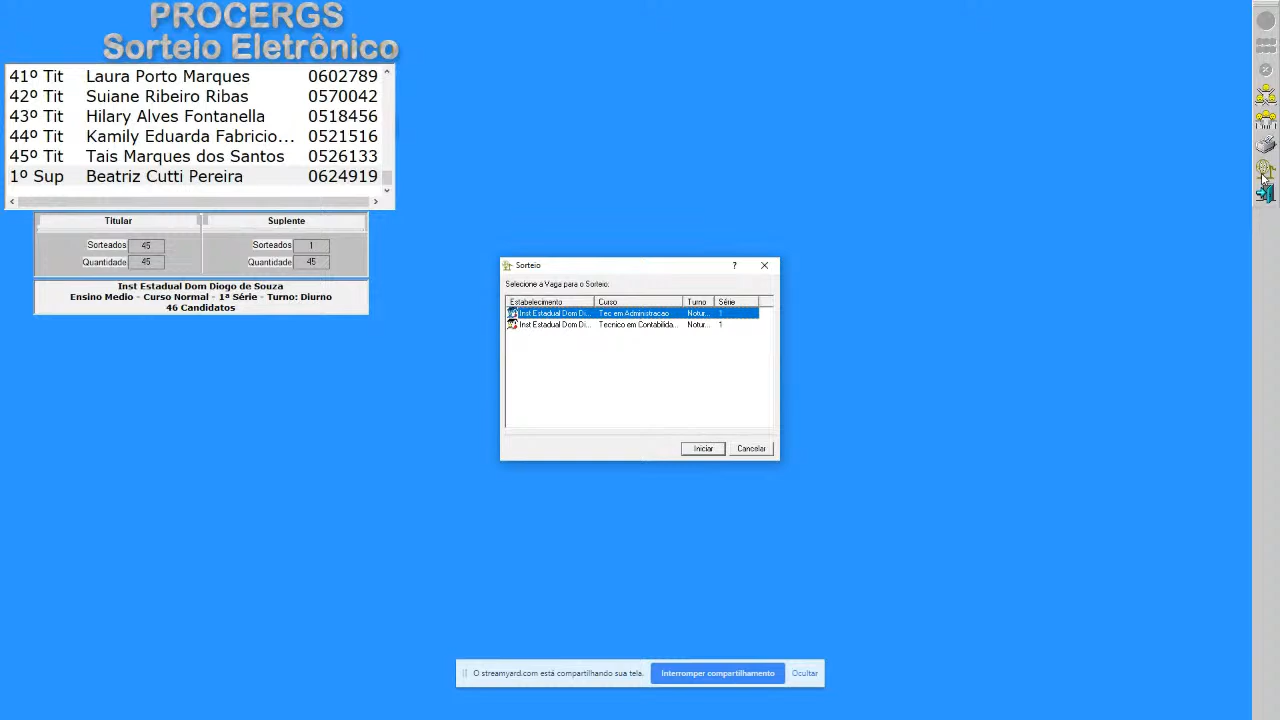 PROCERGS
Sorteio Eletrônico
41º Tit Laura Porto Marques 0602789
42º Tit Suiane Ribeiro Ribas 0570042
43º Tit Hilary Alves Fontanella 0518456
44º Tit Kamily Eduarda Fabricio... 0521516
45º Tit Tais Marques dos Santos 0526133
1º Sup Beatriz Cutti Pereira 0624919
Titular Suplente
Sorteados 45 Sorteados 1
Quantidade 45 Quantidade 45
Inst Estadual Dom Diogo de Souza
Ensino Medio - Curso Normal - 1ª Série - Turno: Diurno
46 Candidatos
Sorteio ?
Selecione a Vaga para o Sorteio:
Estabelecimento Curso Turno Série
Inst Estadual Dom Di... Tec em Administracao Notur... 1
Inst Estadual Dom Di... Tecnico em Contabilida... Notur... 1
Iniciar Cancelar
O streamyard.com está compartilhando sua tela. Interromper compartilhamento Ocultar